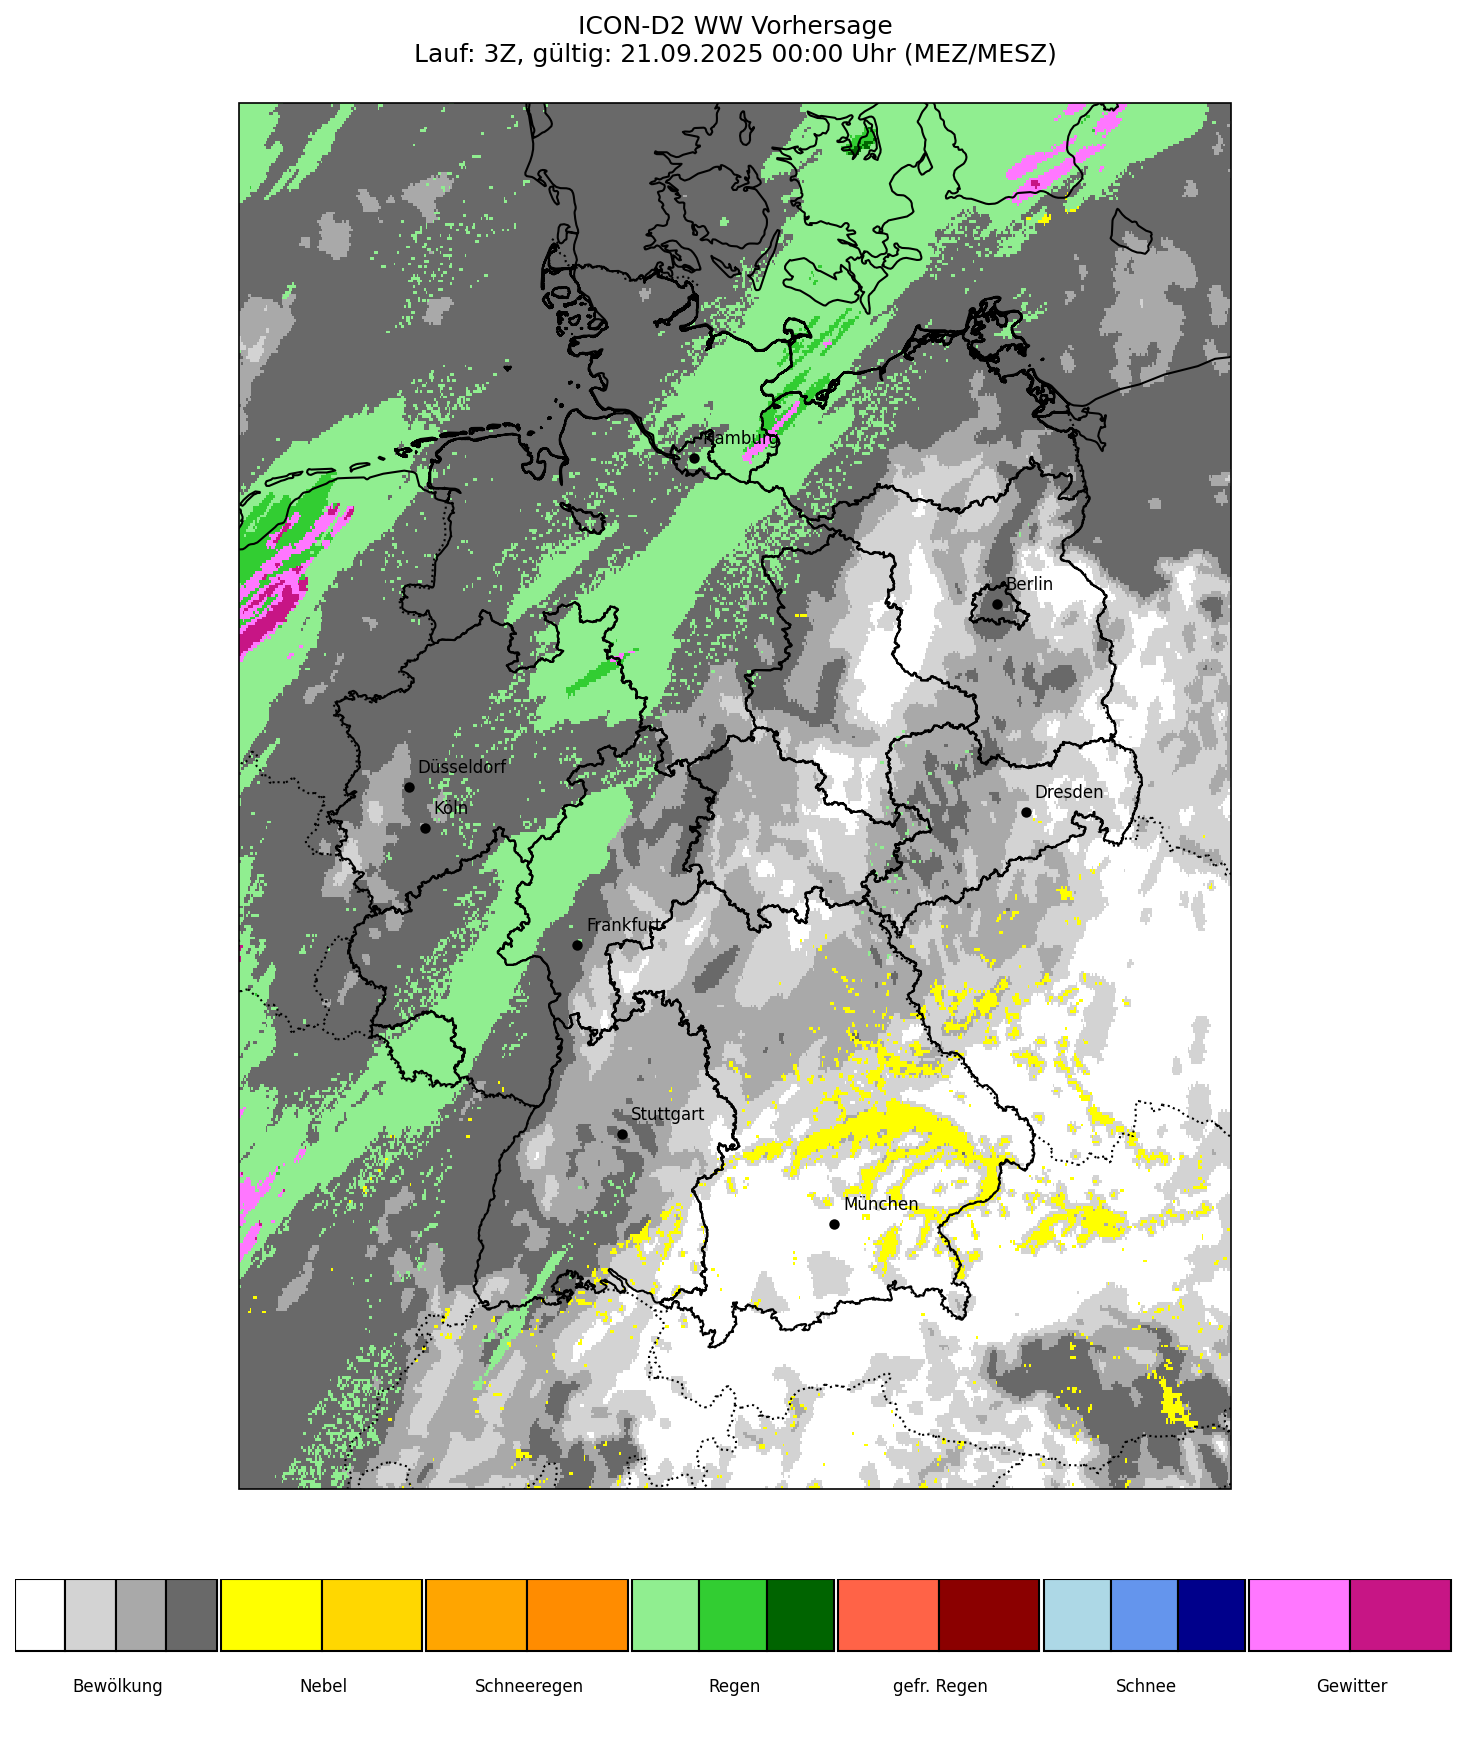 ICON-D2 WW Vorhersage
Lauf: 3Z, gültig: 21.09.2025 00:00 Uhr (MEZ/MESZ)
Hamburg
Berlin
Düsseldorf
Köln
Dresden
Frankfurt
Stuttgart
München
Bewölkung
Nebel
Schneeregen
Regen
gefr. Regen
Schnee
Gewitter